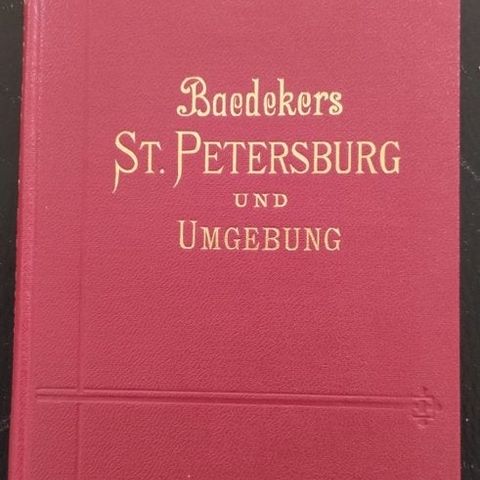 Baedekers
ST. PETERSBURG
UND
UMGEBUNG